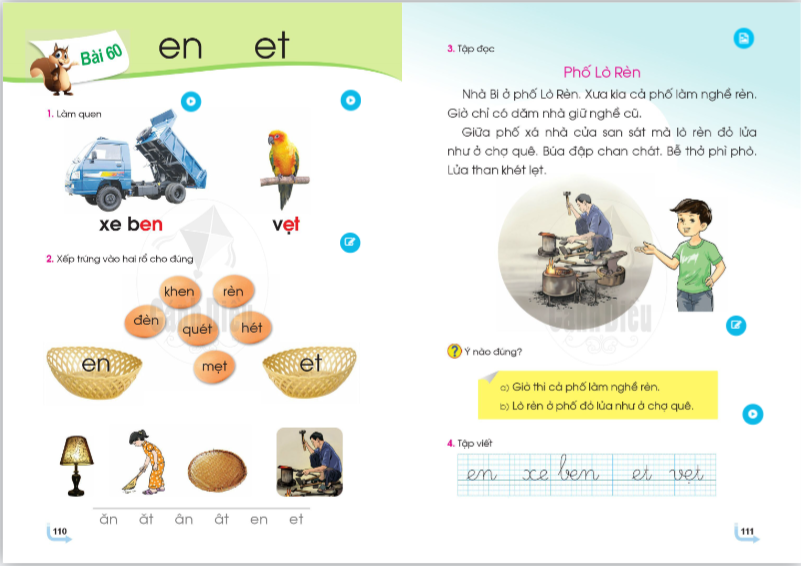 Bài 60
en et
1. Làm quen
xe ben
vẹt
2. Xếp trứng vào hai rổ cho đúng
khen
rèn
đèn
quét
hét
mẹt
en
et
ăn ăt ân ât en et
110
3. Tập đọc
Phố Lò Rèn
Nhà Bi ở phố Lò Rèn. Xưa kia cả phố làm nghề rèn.
Giờ chỉ có dăm nhà giữ nghề cũ.
Giữa phố xá nhà cửa san sát mà lò rèn đỏ lửa
như ở chợ quê. Búa đập chan chát. Bễ thở phì phò.
Lửa than khét lẹt.
Cánh Diều
? Ý nào đúng?
a) Giờ thì cả phố làm nghề rèn.
b) Lò rèn ở phố đỏ lửa như ở chợ quê.
4. Tập viết
en xe ben et vẹt
111